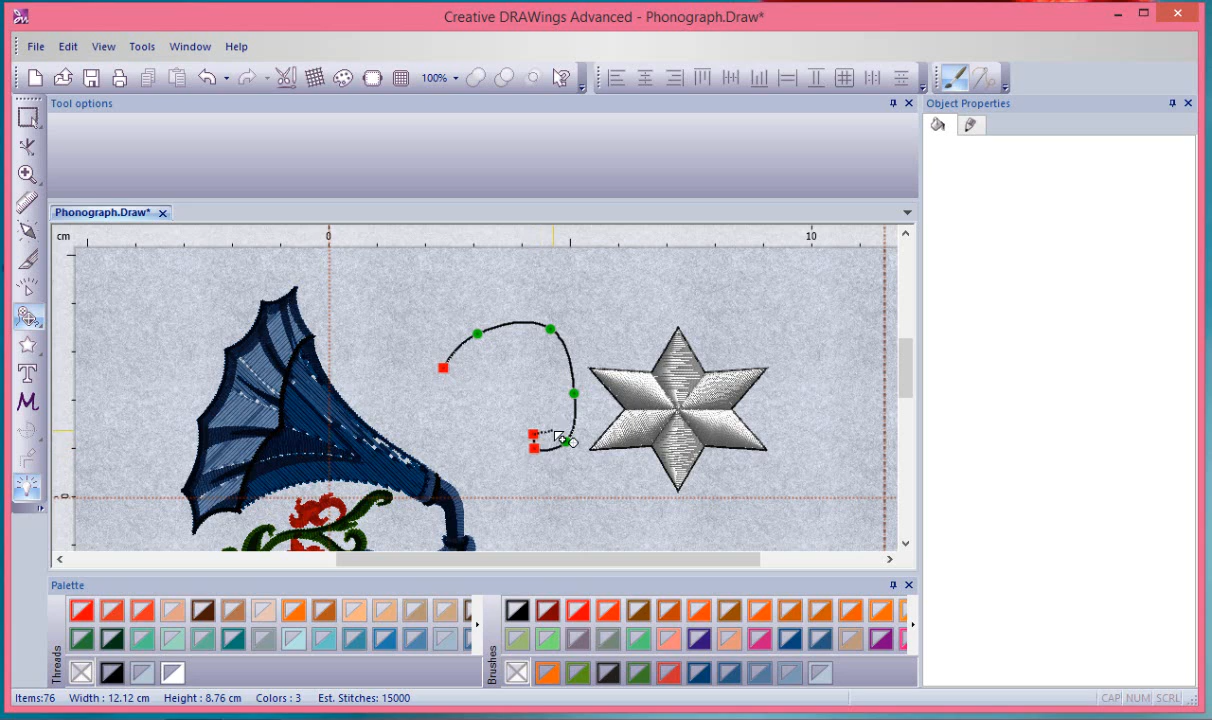 Creative DRAWings Advanced - Phonograph.Draw*
File Edit View Tools Window Help
100%
Tool options
Object Properties
Phonograph.Draw*
cm
0
10
T
M
0
Palette
Threads
Brushes
Items:76 Width : 12.12 cm Height : 8.76 cm Colors : 3 Est. Stitches: 15000
CAP NUM SCRL